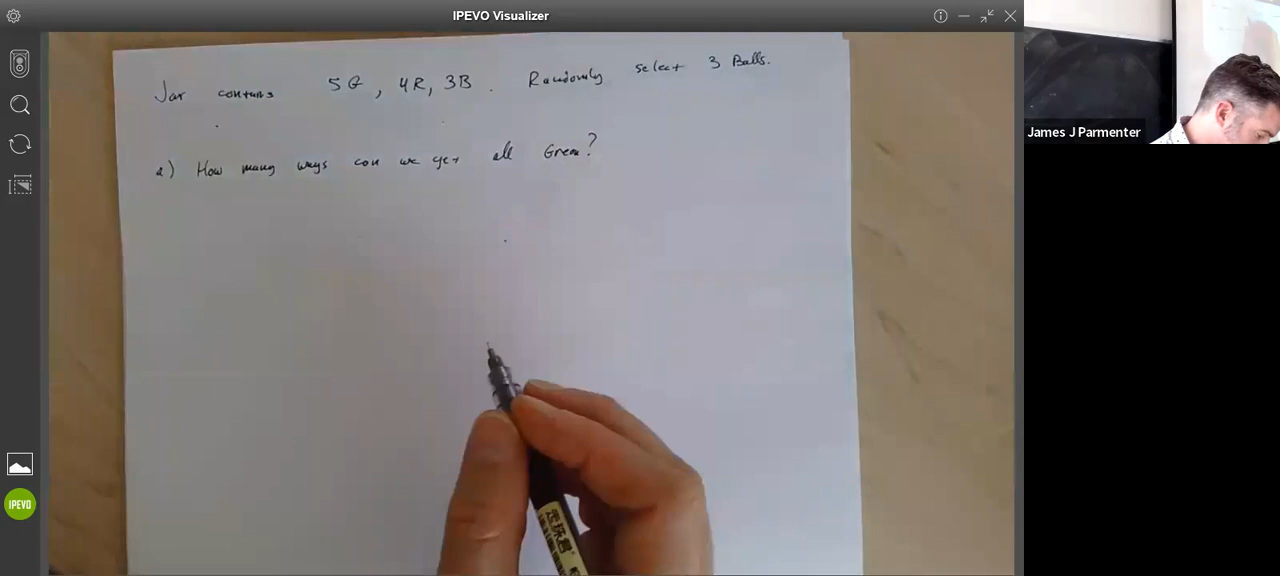 IPEVO Visualizer
Jar contains 5G, 4R, 3B. Randomly select 3 Balls.
a) How many ways can we get all Green?
James J Parmenter
IPEVO